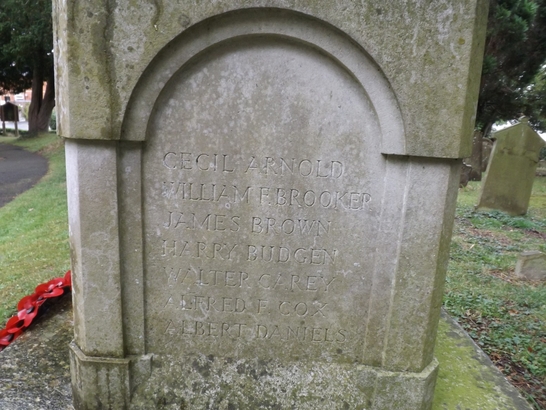 CECIL ARNOLD
WILLIAM F. BROOKER
JAMES BROWN
HARRY BUDGEN
WALTER CAREY
ALFRED F. COX
ALBERT DANIELS